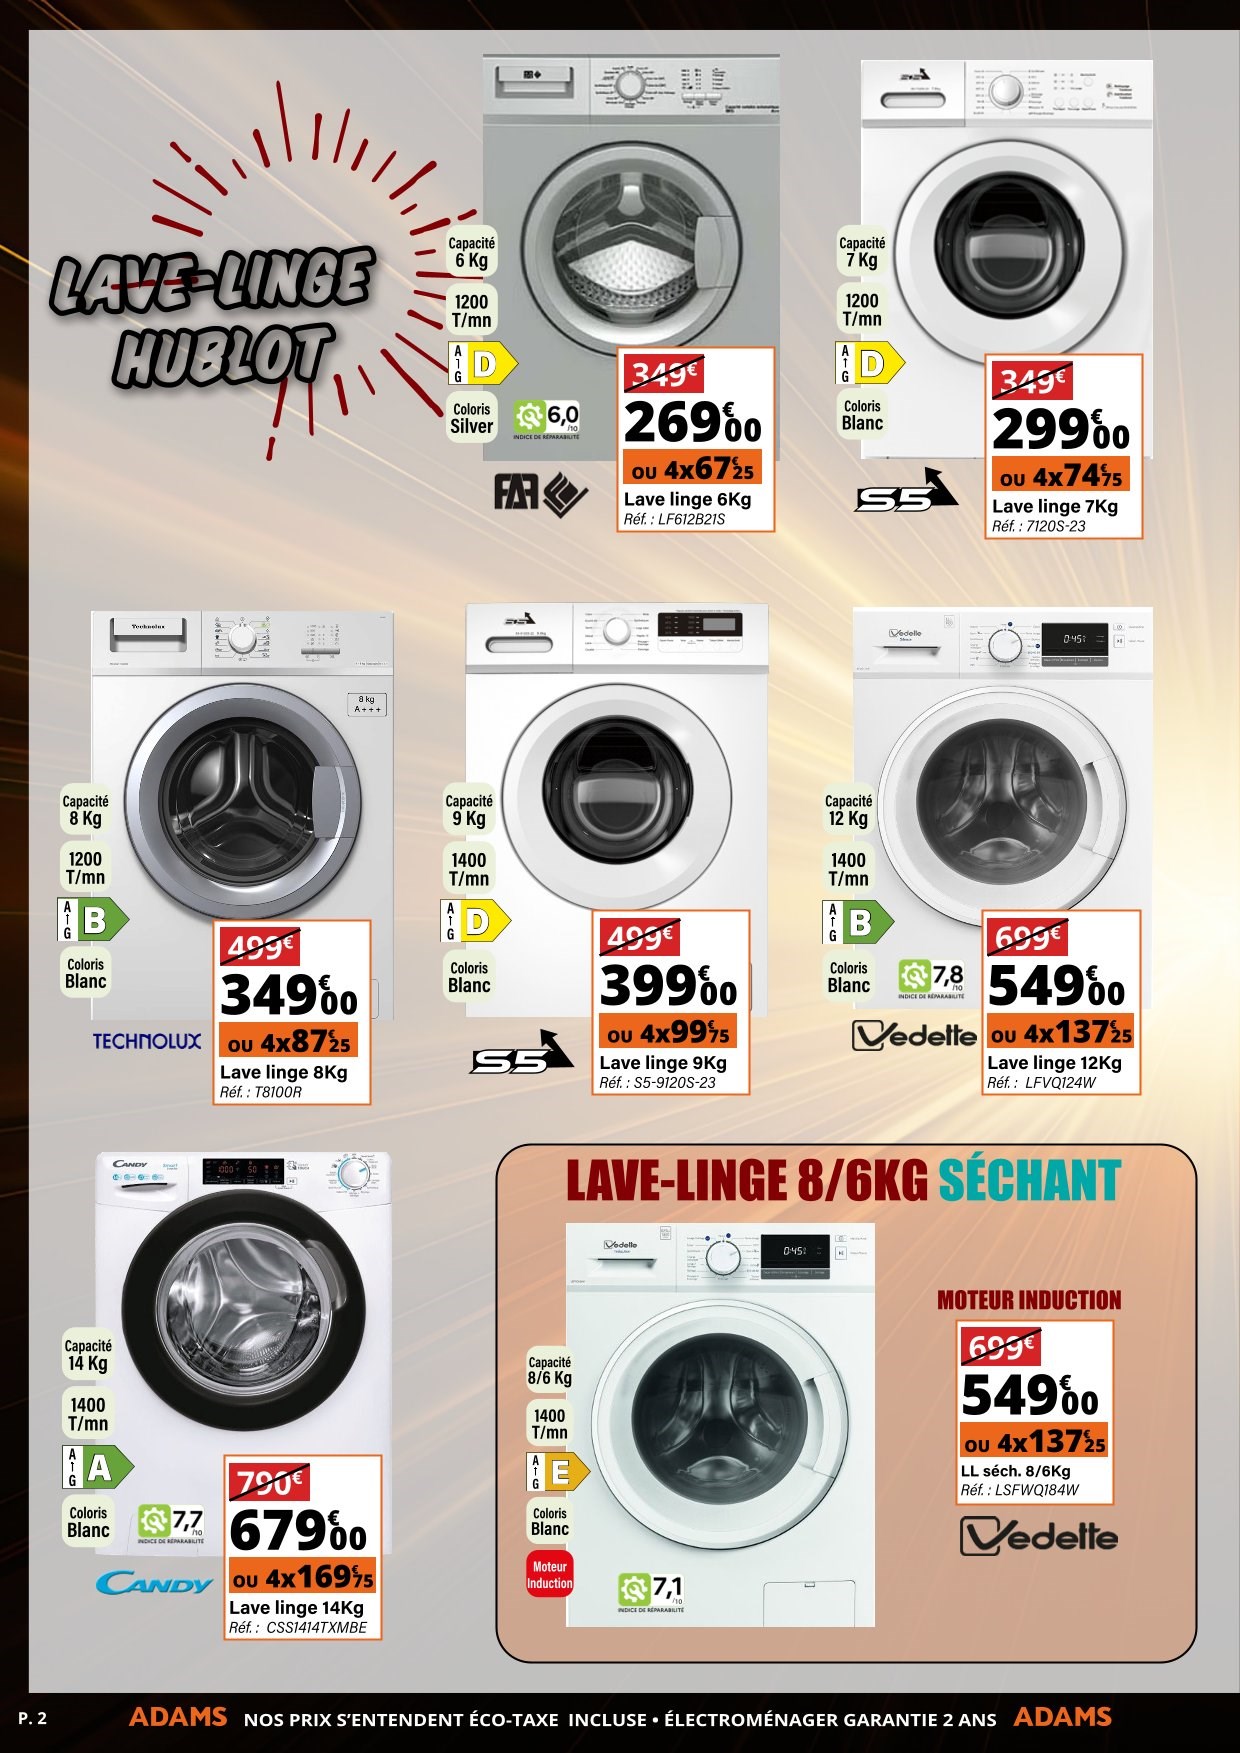 LAVE-LINGE
HUBLOT
Capacité
6 Kg
1200
T/mn
A
G
D
Coloris
Silver
6,0
/10
INDICE DE RÉPARABILITÉ
FAR
349€
269€00
OU 4x67€25
Lave linge 6Kg
Réf. : LF612B21S
Capacité
7 Kg
1200
T/mn
A
G
D
Coloris
Blanc
S5
349€
299€00
OU 4x74€75
Lave linge 7Kg
Réf. : 7120S-23
Technolux
8 kg
A+++
Capacité
8 Kg
1200
T/mn
A
G
B
Coloris
Blanc
TECHNOLUX
499€
349€00
OU 4x87€25
Lave linge 8Kg
Réf. : T8100R
Capacité
9 Kg
1400
T/mn
A
G
D
Coloris
Blanc
S5
499€
399€00
OU 4x99€75
Lave linge 9Kg
Réf. : S5-9120S-23
Vedette
0:45
Capacité
12 Kg
1400
T/mn
A
G
B
Coloris
Blanc
7,8
/10
INDICE DE RÉPARABILITÉ
Vedette
699€
549€00
OU 4x137€25
Lave linge 12Kg
Réf. : LFVQ124W
CANDY
Capacité
14 Kg
1400
T/mn
A
G
A
Coloris
Blanc
7,7
/10
INDICE DE RÉPARABILITÉ
CANDY
790€
679€00
OU 4x169€75
Lave linge 14Kg
Réf. : CSS1414TXMBE
LAVE-LINGE 8/6KG SÉCHANT
Vedette
0:45
Capacité
8/6 Kg
1400
T/mn
A
G
E
Coloris
Blanc
Moteur
Induction
7,1
/10
INDICE DE RÉPARABILITÉ
MOTEUR INDUCTION
699€
549€00
OU 4x137€25
LL séch. 8/6Kg
Réf. : LSFWQ184W
Vedette
P. 2
ADAMS NOS PRIX S'ENTENDENT ÉCO-TAXE INCLUSE • ÉLECTROMÉNAGER GARANTIE 2 ANS ADAMS